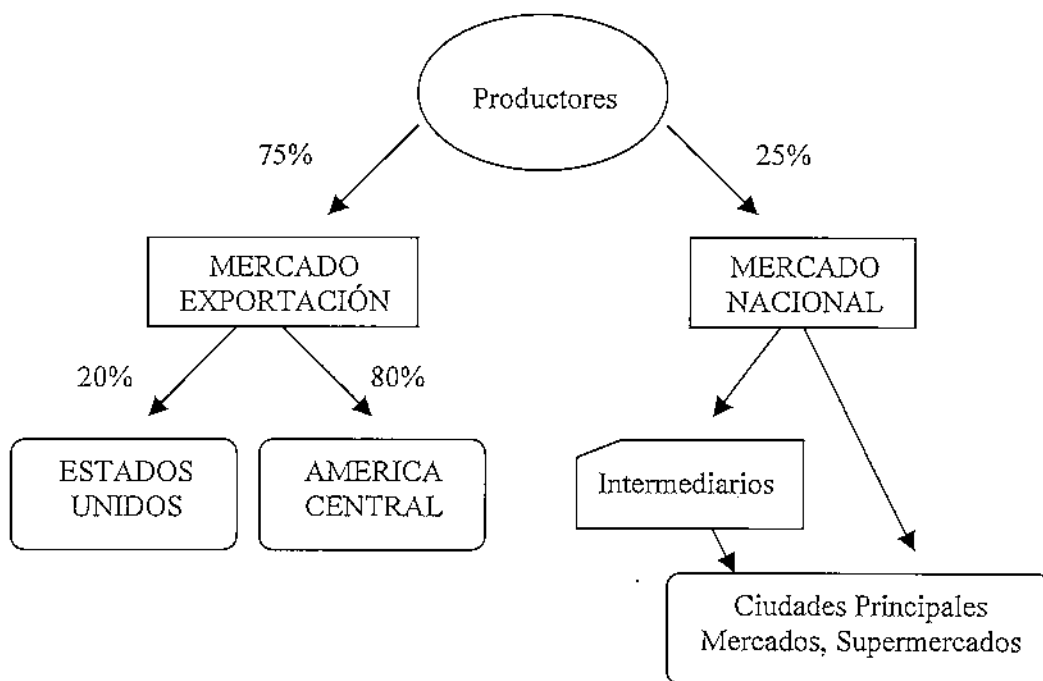 Productores
75%
25%
MERCADO
EXPORTACIÓN
MERCADO
NACIONAL
20%
80%
ESTADOS
UNIDOS
AMERICA
CENTRAL
Intermediarios
Ciudades Principales
Mercados, Supermercados